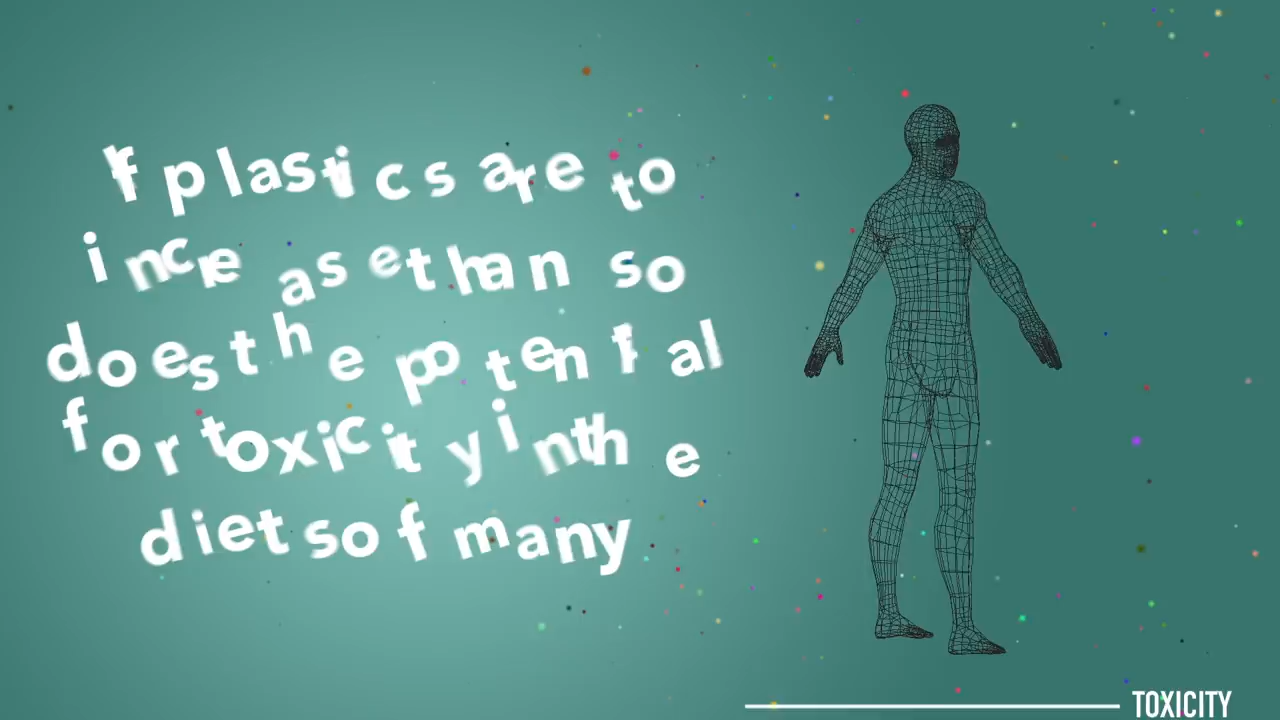 If plastics are to
increase than so
does the potential
for toxicity in the
diets of many
TOXICITY